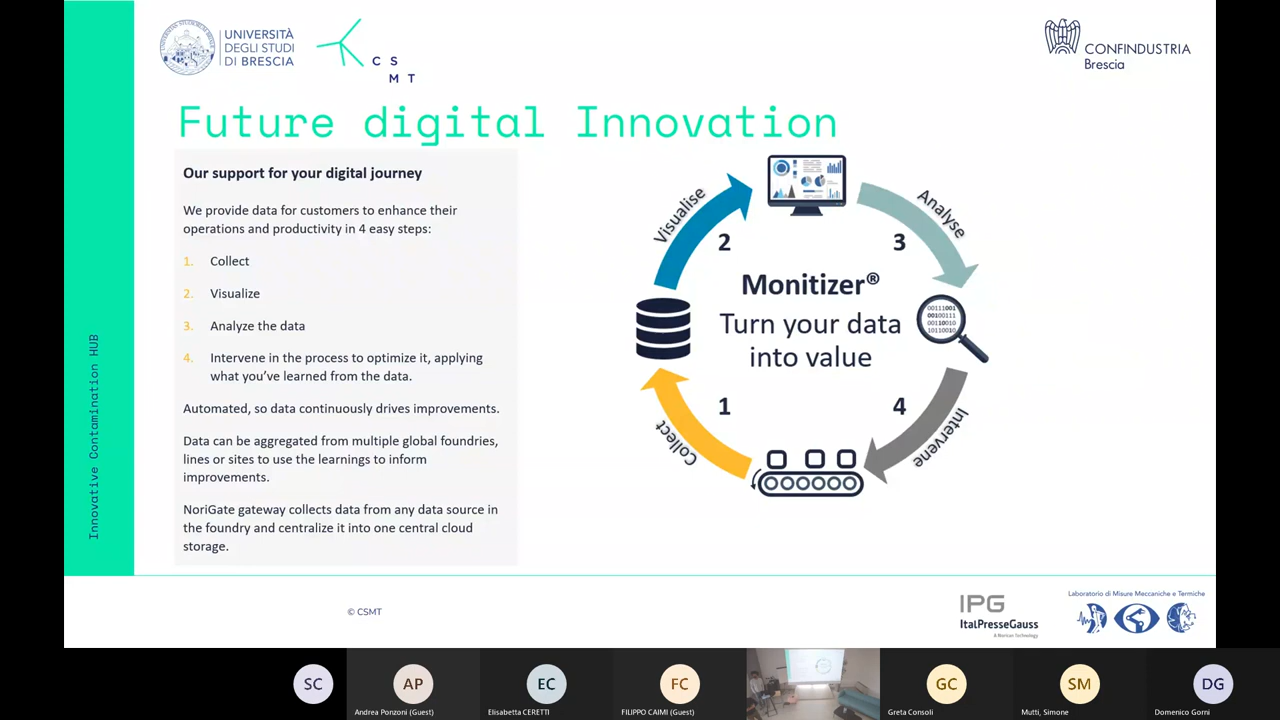 UNIVERSITÀ
DEGLI STUDI
DI BRESCIA
C S
M T
CONFINDUSTRIA
Brescia
Future digital Innovation
Our support for your digital journey
We provide data for customers to enhance their
operations and productivity in 4 easy steps:
1. Collect
2. Visualize
3. Analyze the data
4. Intervene in the process to optimize it, applying
what you've learned from the data.
Automated, so data continuously drives improvements.
Data can be aggregated from multiple global foundries,
lines or sites to use the learnings to inform
improvements.
NoriGate gateway collects data from any data source in
the foundry and centralize it into one central cloud
storage.
Visualise
2
Analyse
3
Monitizer®
Turn your data
into value
00111001
00100111
00110010
10110010
1
Collect
4
Intervene
Innovative Contamination HUB
© CSMT
IPG
ItalPresseGauss
A Norican Technology
Laboratorio di Misure Meccaniche e Termiche
SC
AP
Andrea Ponzoni (Guest)
EC
Elisabetta CERETTI
FC
FILIPPO CAIMI (Guest)
GC
Greta Consoli
SM
Mutti, Simone
DG
Domenico Gorni